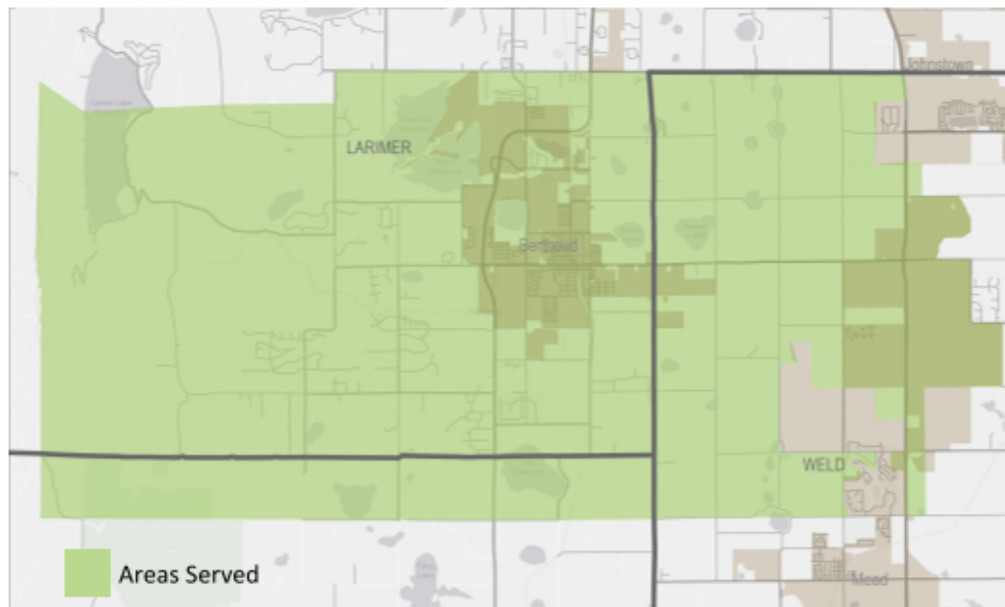 Johnstown
LARIMER
Berthoud
WELD
Mead
Areas Served